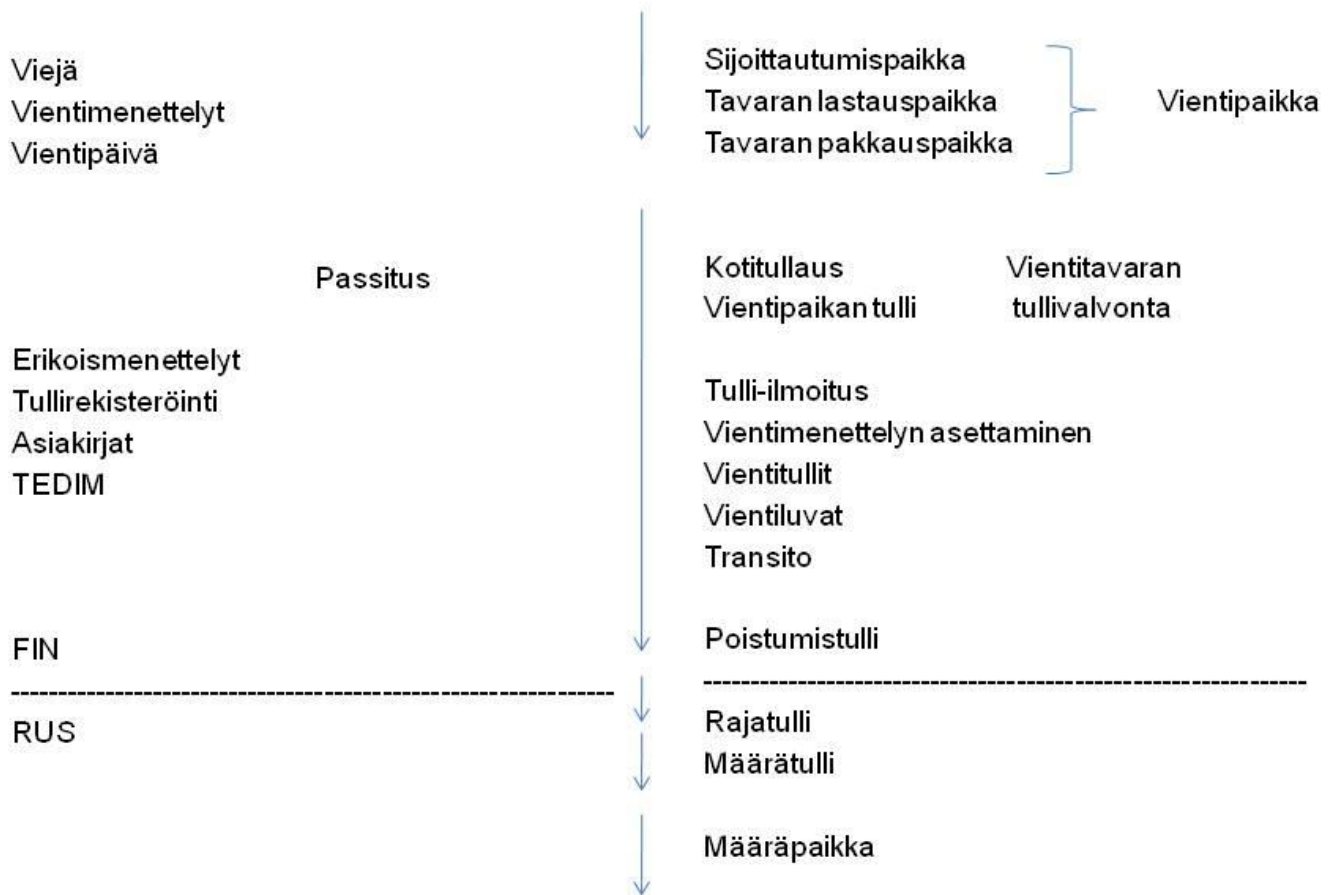 Viejä
Vientimenettelyt
Vientipäivä
Sijoittautumispaikka
Tavaran lastauspaikka
Tavaran pakkauspaikka
Vientipaikka
Passitus
Kotitullaus
Vientipaikan tulli
Vientitavaran
tullivalvonta
Erikoismenettelyt
Tullirekisteröinti
Asiakirjat
TEDIM
Tulli-ilmoitus
Vientimenettelyn asettaminen
Vientitullit
Vientiluvat
Transito
FIN
Poistumistulli
RUS
Rajatulli
Määrätulli
Määräpaikka